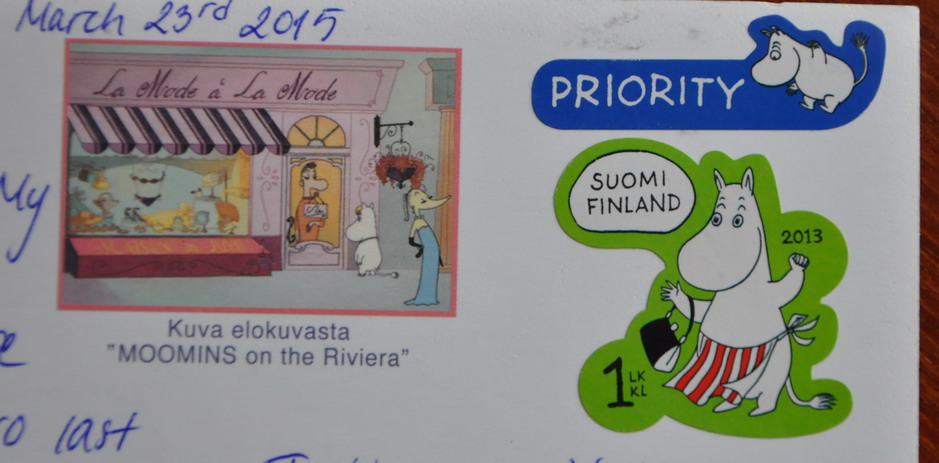 March 23rd 2015
La Mode à La Mode
PRIORITY
SUOMI
FINLAND
2013
My
1 LK
KL
Kuva elokuvasta
"MOOMINS on the Riviera"
last